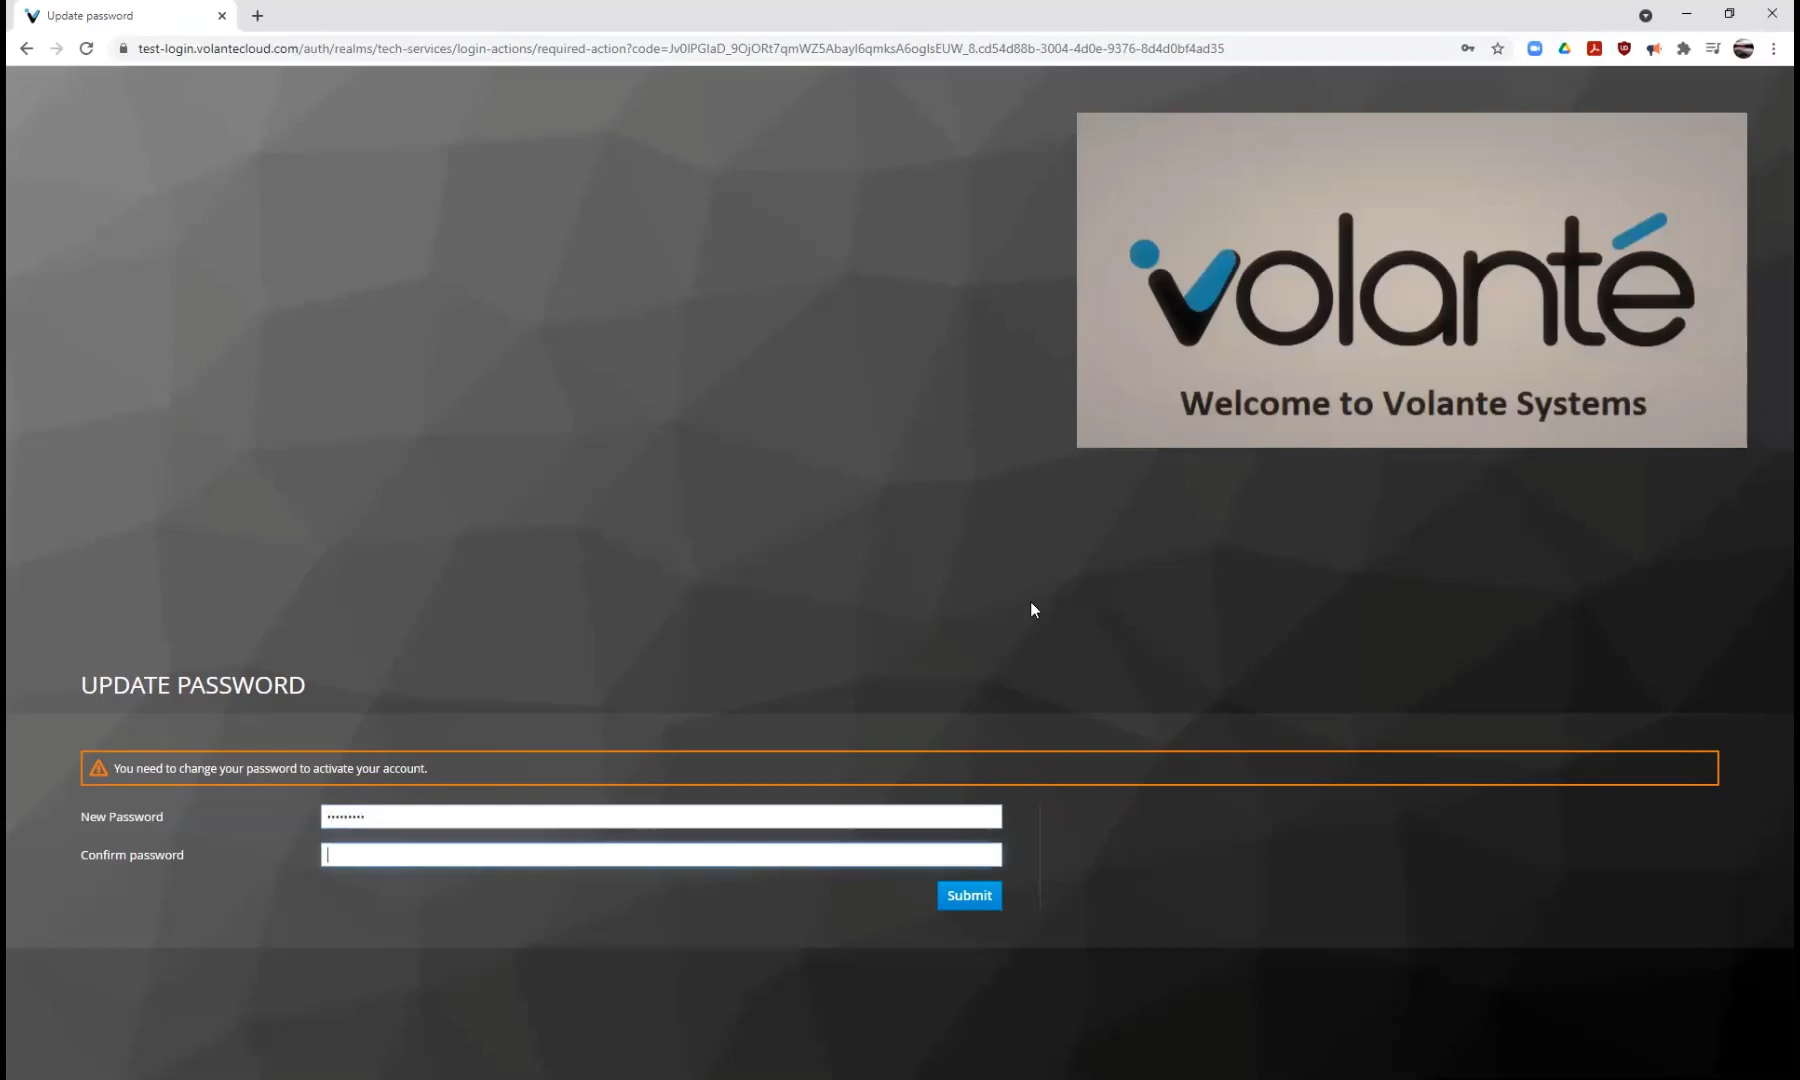 Update password
test-login.volantecloud.com/auth/realms/tech-services/login-actions/required-action?code=Jv0IPGlaD_9OjORt7qmWZ5Abayl6qmksA6ogIsEUW_8.cd54d88b-3004-4d0e-9376-8d4d0bf4ad35
volanté
Welcome to Volante Systems
UPDATE PASSWORD
You need to change your password to activate your account.
New Password •••••••••
Confirm password
Submit